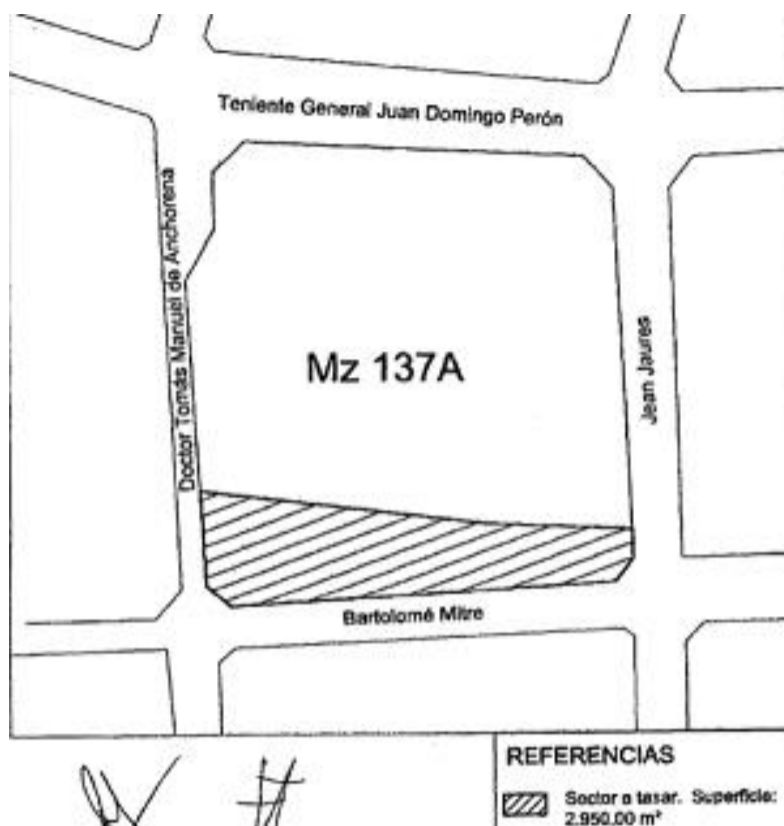 Teniente General Juan Domingo Perón
Doctor Tomás Manuel de Anchorena
Mz 137A
Jean Jaures
Bartolomé Mitre
REFERENCIAS
Sector a tasar. Superficie:
2.950.00 m²